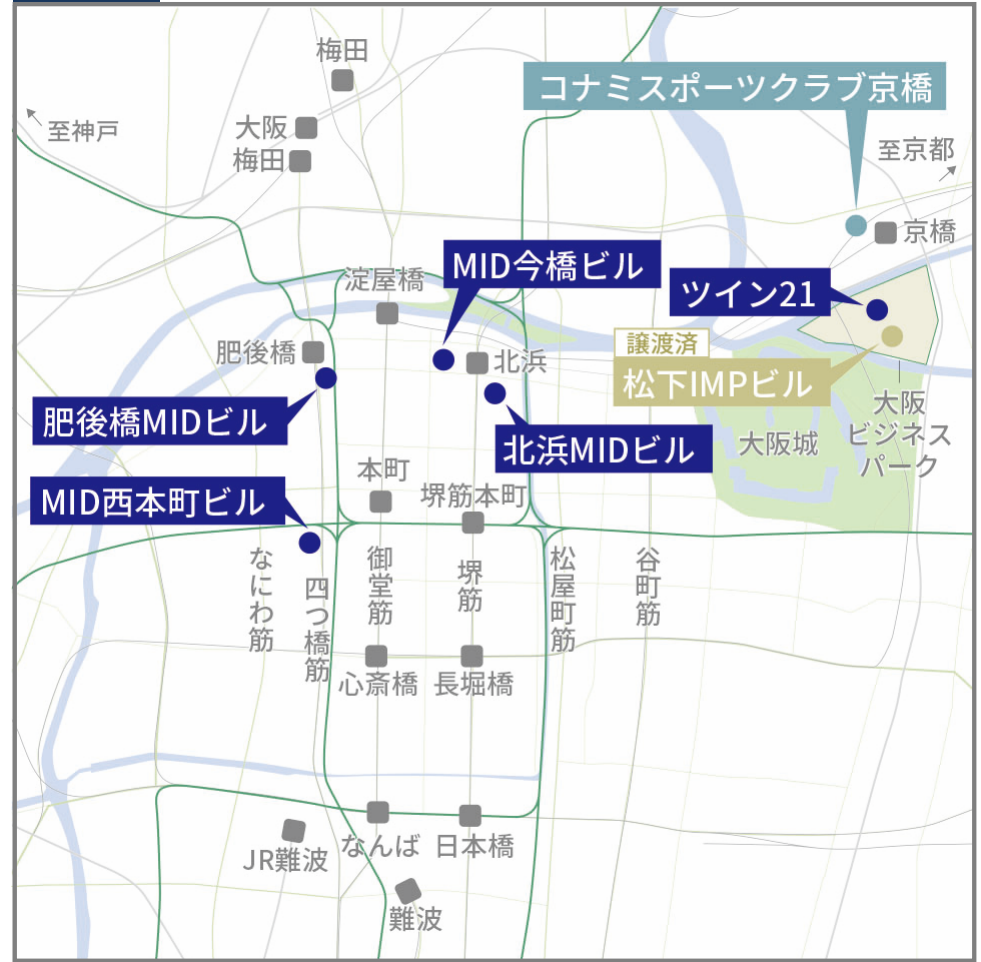 梅田
コナミスポーツクラブ京橋
至神戸
大阪
梅田
至京都
京橋
MID今橋ビル
淀屋橋
ツイン21
肥後橋
北浜
譲渡済
松下IMPビル
肥後橋MIDビル
大阪
ビジネス
パーク
大阪城
北浜MIDビル
本町
堺筋本町
MID西本町ビル
なにわ筋
四つ橋筋
御堂筋
堺筋
松屋町筋
谷町筋
心斎橋
長堀橋
JR難波
なんば
日本橋
難波